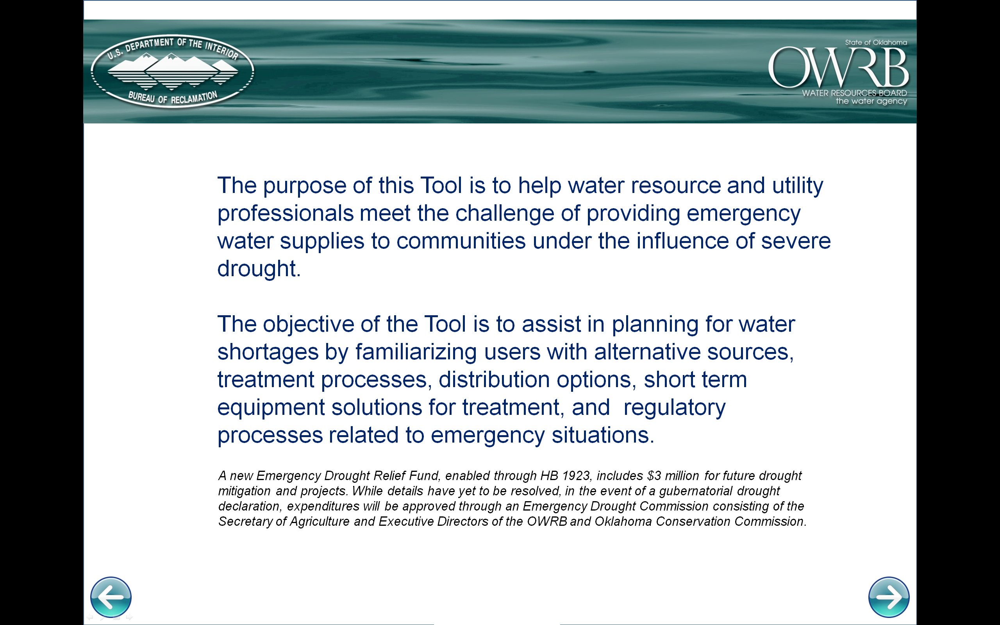 U.S. DEPARTMENT OF THE INTERIOR
BUREAU OF RECLAMATION
State of Oklahoma
OWRB
WATER RESOURCES BOARD
the water agency
The purpose of this Tool is to help water resource and utility
professionals meet the challenge of providing emergency
water supplies to communities under the influence of severe
drought.
The objective of the Tool is to assist in planning for water
shortages by familiarizing users with alternative sources,
treatment processes, distribution options, short term
equipment solutions for treatment, and  regulatory
processes related to emergency situations.
A new Emergency Drought Relief Fund, enabled through HB 1923, includes $3 million for future drought
mitigation and projects. While details have yet to be resolved, in the event of a gubernatorial drought
declaration, expenditures will be approved through an Emergency Drought Commission consisting of the
Secretary of Agriculture and Executive Directors of the OWRB and Oklahoma Conservation Commission.